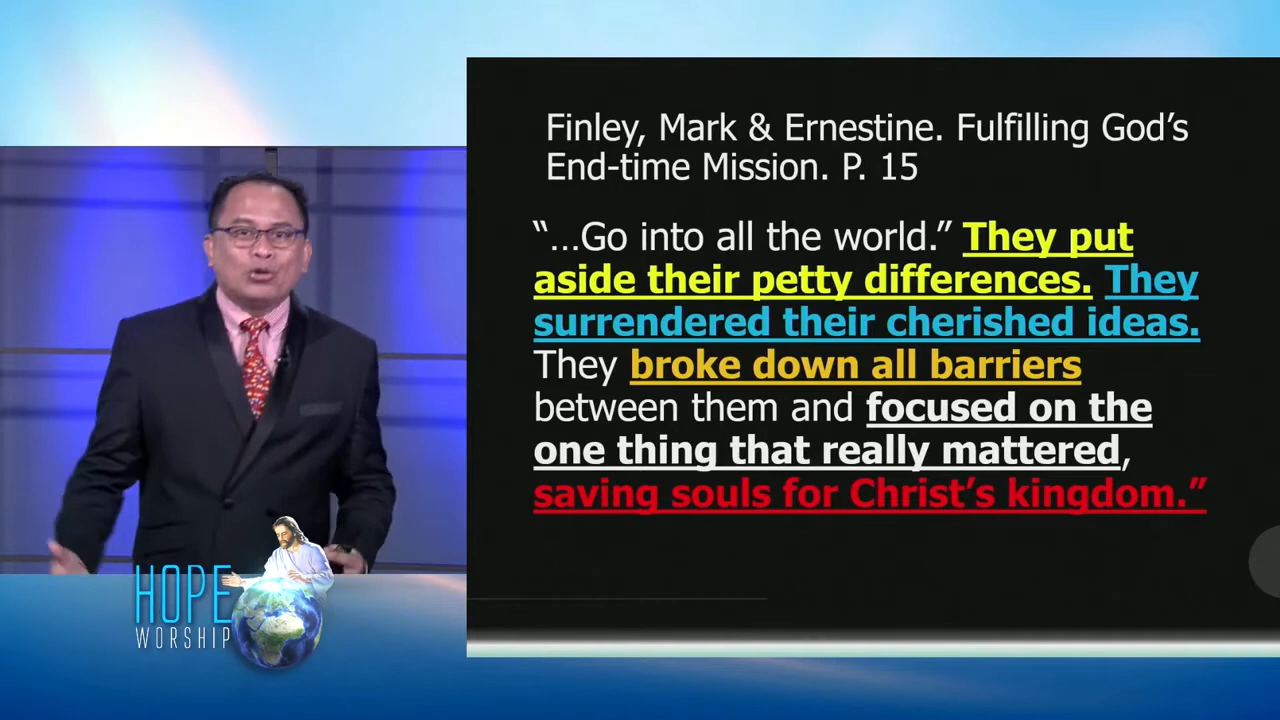 Finley, Mark & Ernestine. Fulfilling God's
End-time Mission. P. 15
“...Go into all the world.” They put
aside their petty differences. They
surrendered their cherished ideas.
They broke down all barriers
between them and focused on the
one thing that really mattered,
saving souls for Christ’s kingdom.”
HOPE
WORSHIP